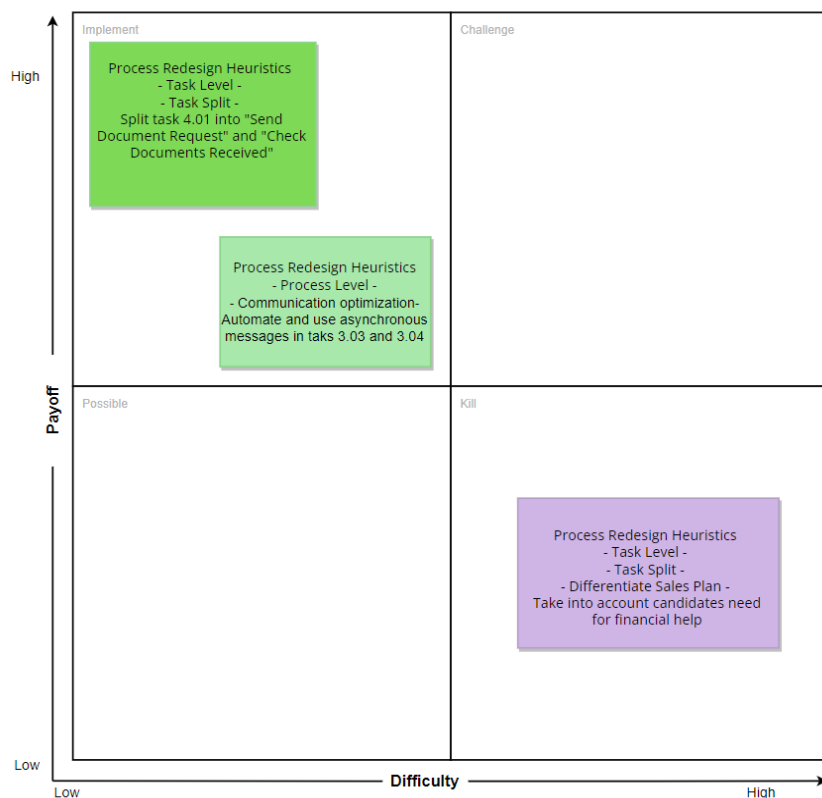 Implement
Challenge
High
Process Redesign Heuristics
- Task Level -
- Task Split -
Split task 4.01 into "Send
Document Request" and "Check
Documents Received"
Process Redesign Heuristics
- Process Level -
- Communication optimization-
Automate and use asynchronous
messages in taks 3.03 and 3.04
Payoff
Possible
Kill
Process Redesign Heuristics
- Task Level -
- Task Split -
- Differentiate Sales Plan -
Take into account candidates need
for financial help
Low
Difficulty
Low
High